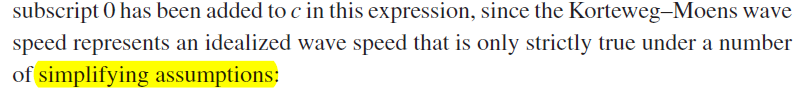 subscript 0 has been added to c in this expression, since the Korteweg–Moens wave
speed represents an idealized wave speed that is only strictly true under a number
of simplifying assumptions: